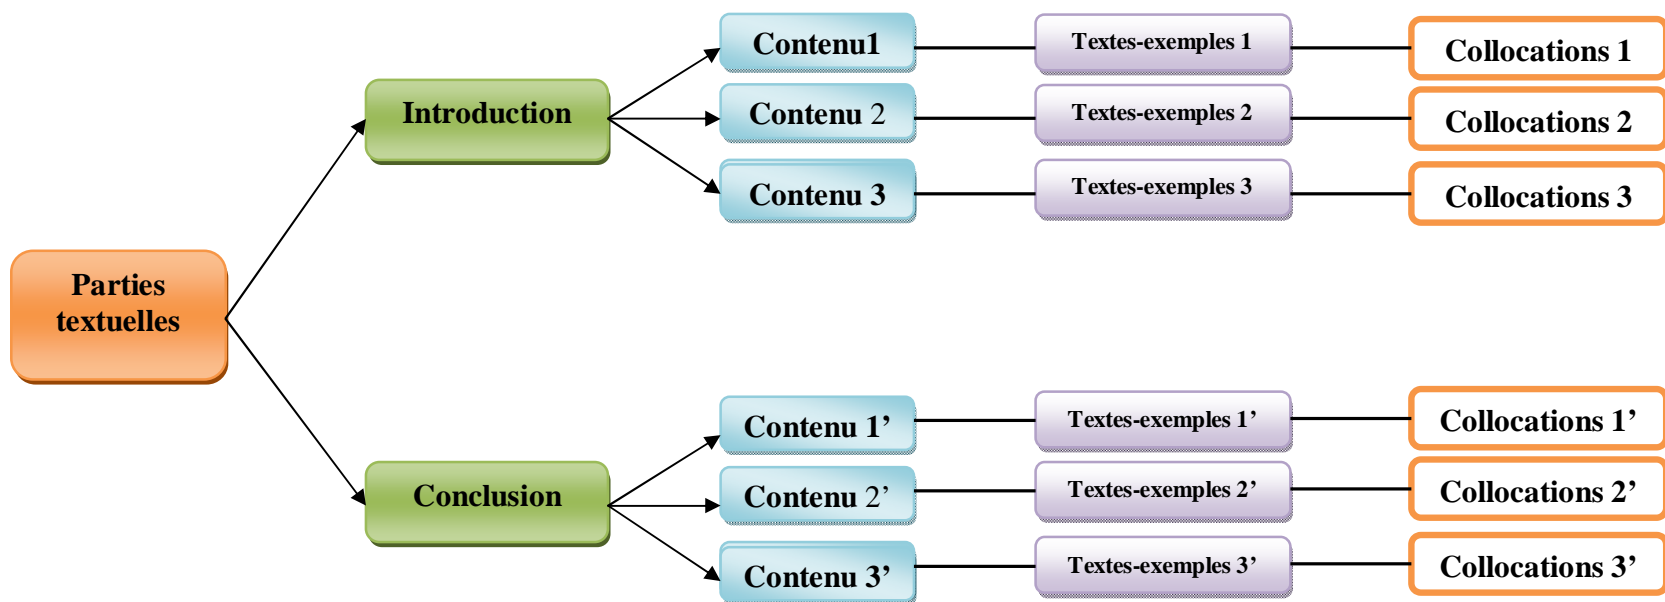 Contenu1
Textes-exemples 1
Collocations 1
Introduction
Contenu 2
Textes-exemples 2
Collocations 2
Contenu 3
Textes-exemples 3
Collocations 3
Parties
textuelles
Contenu 1’
Textes-exemples 1’
Collocations 1’
Conclusion
Contenu 2’
Textes-exemples 2’
Collocations 2’
Contenu 3’
Textes-exemples 3’
Collocations 3’